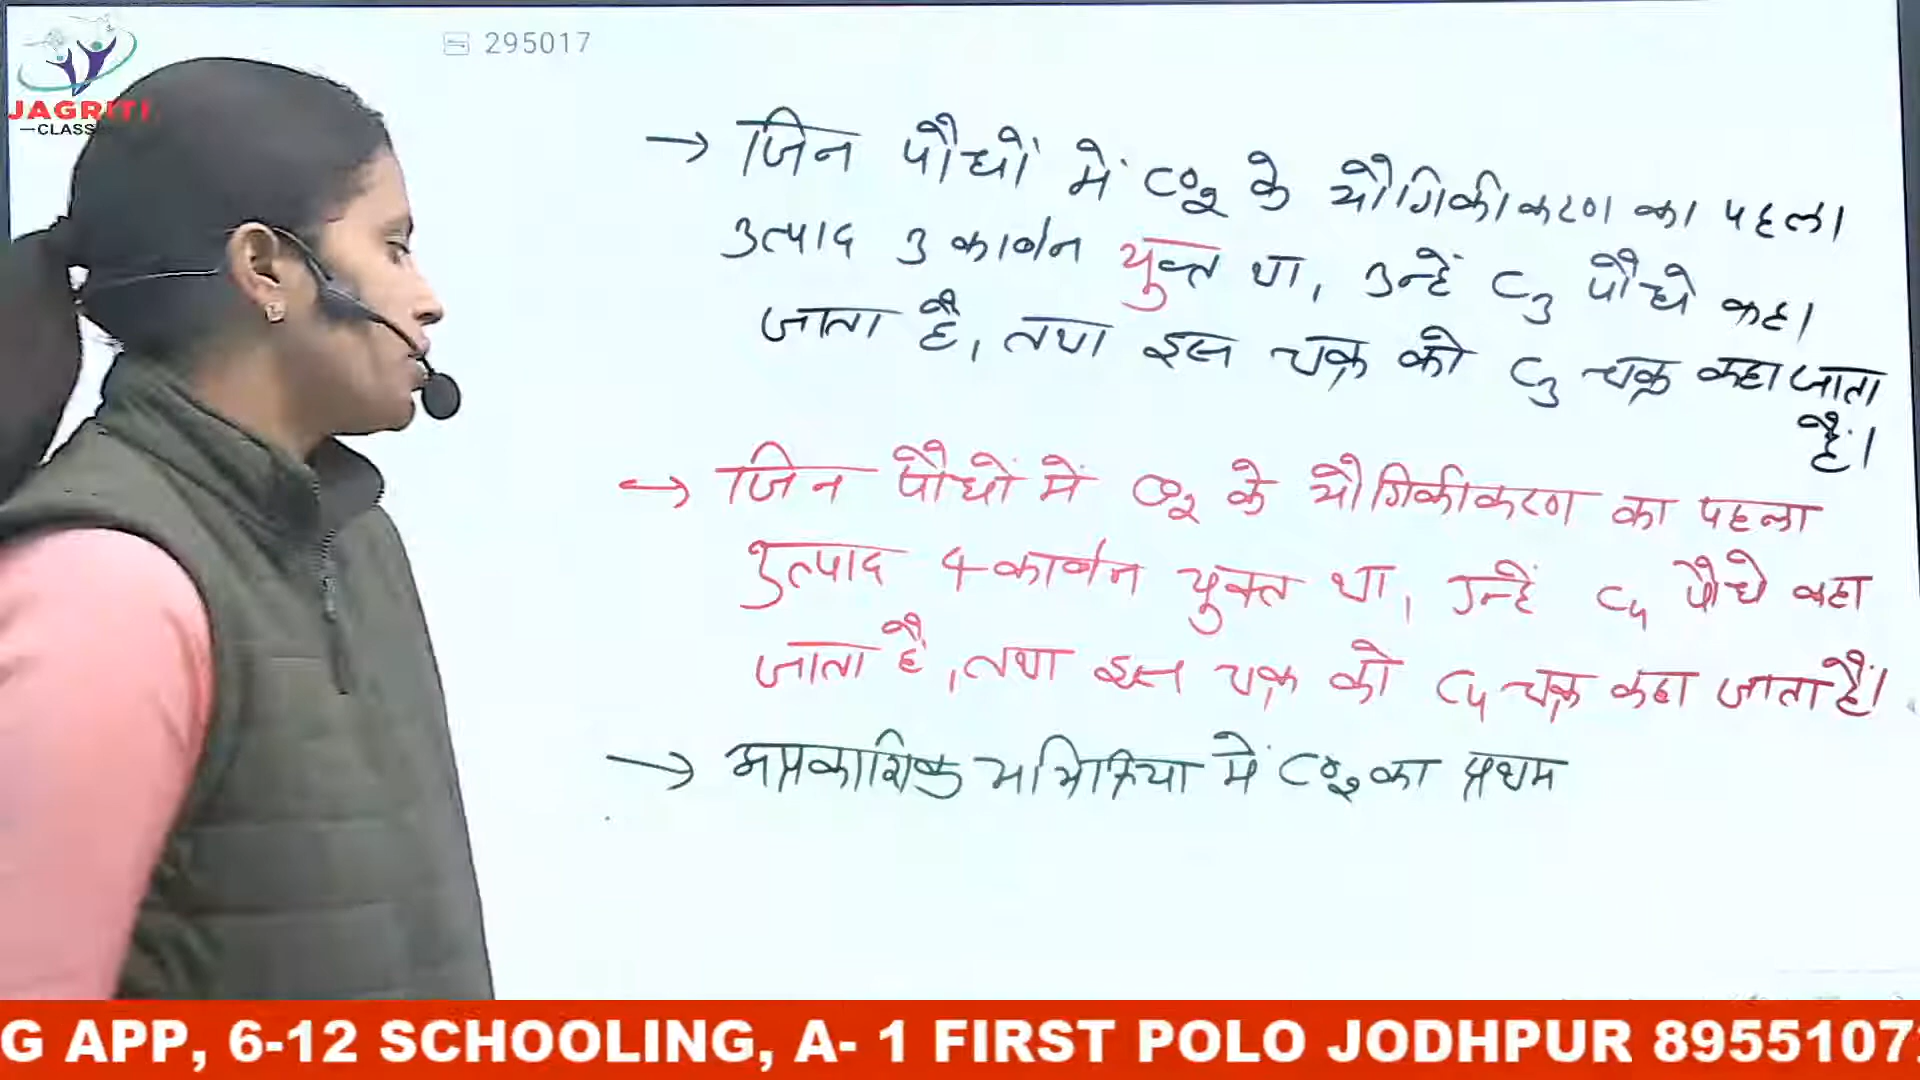 JAGRITI
CLASS
295017
→ जिन पौधों में CO2 के यौगिकीकरण का पहला
उत्पाद 3 कार्बन युक्त था, उन्हें C3 पौधे कहा
जाता है, तथा इस चक्र को C3 चक्र कहा जाता
हैं।
→ जिन पौधों में CO2 के यौगिकीकरण का पहला
उत्पाद 4 कार्बन युक्त था, उन्हें C4 पौधे कहा
जाता है, तथा इस चक्र को C4 चक्र कहा जाता हैं।
→ अप्रकाशिक अभिक्रिया में CO2 का प्रथम
G APP, 6-12 SCHOOLING, A- 1 FIRST POLO JODHPUR 8955107